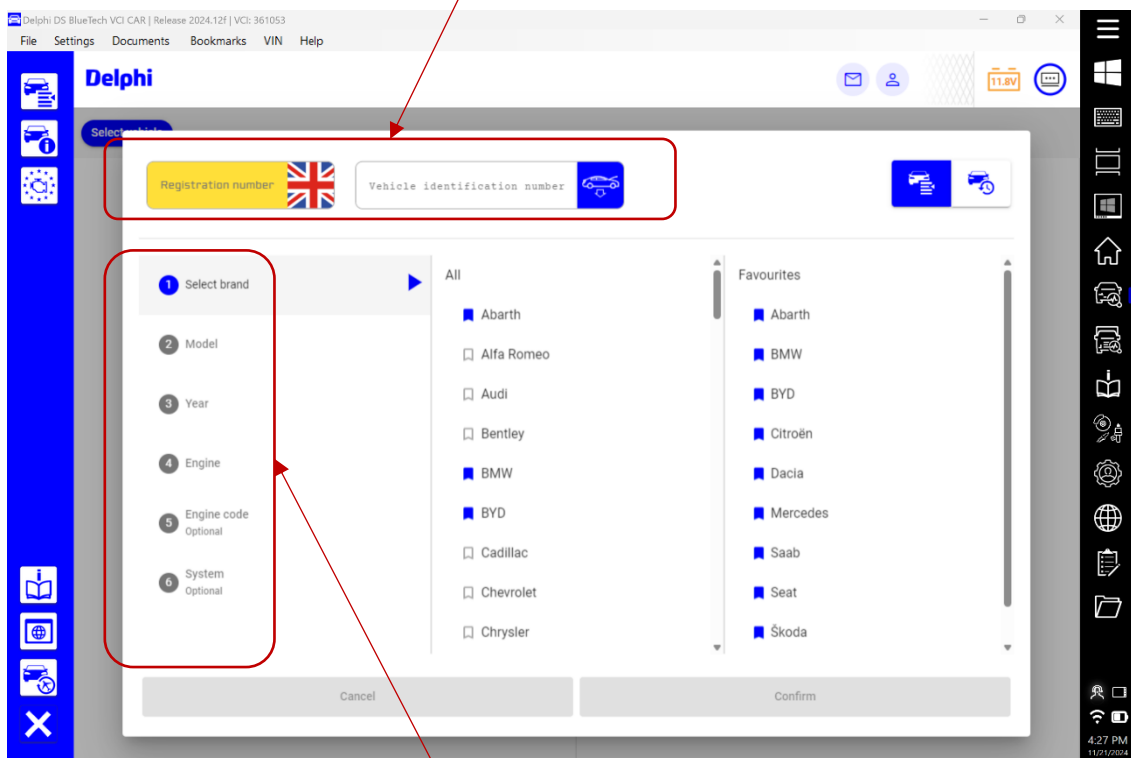 Delphi DS BlueTech VCI CAR | Release 2024.12f | VCI: 361053
File Settings Documents Bookmarks VIN Help
Delphi
11.8V
Select vehicle
Registration number
Vehicle identification number
1 Select brand
2 Model
3 Year
4 Engine
5 Engine code
Optional
6 System
Optional
All
Abarth
Alfa Romeo
Audi
Bentley
BMW
BYD
Cadillac
Chevrolet
Chrysler
Favourites
Abarth
BMW
BYD
Citroën
Dacia
Mercedes
Saab
Seat
Škoda
Cancel
Confirm
4:27 PM
11/21/2024